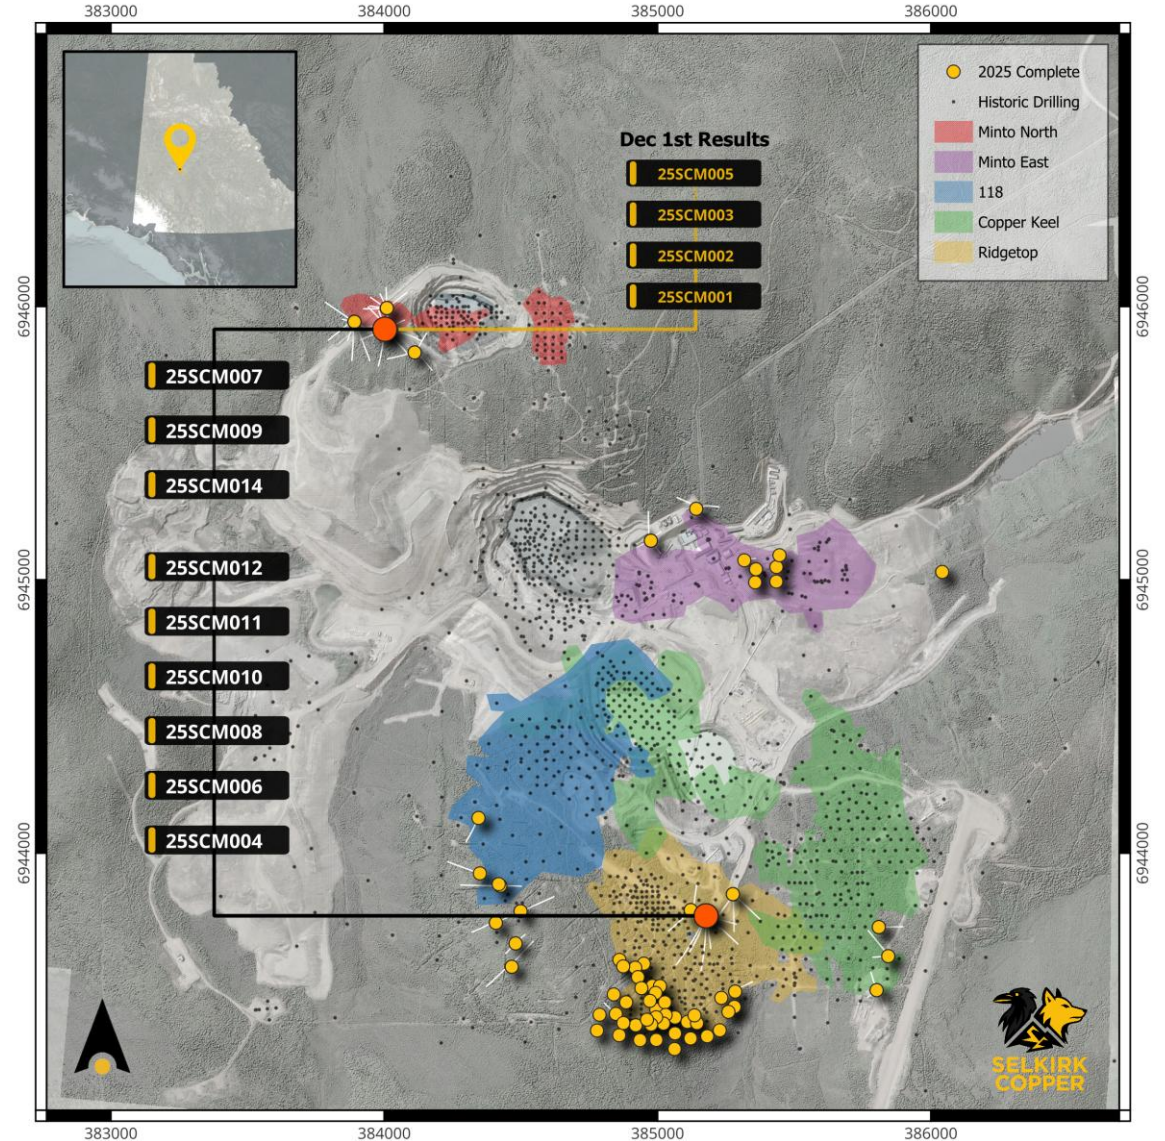 383000
384000
385000
386000
2025 Complete
Historic Drilling
Minto North
Minto East
118
Copper Keel
Ridgetop
Dec 1st Results
25SCM005
25SCM003
25SCM002
25SCM001
6946000
6946000
25SCM007
25SCM009
25SCM014
25SCM012
6945000
6945000
25SCM011
25SCM010
25SCM008
25SCM006
25SCM004
6944000
6944000
SELKIRK
COPPER
383000
384000
385000
386000